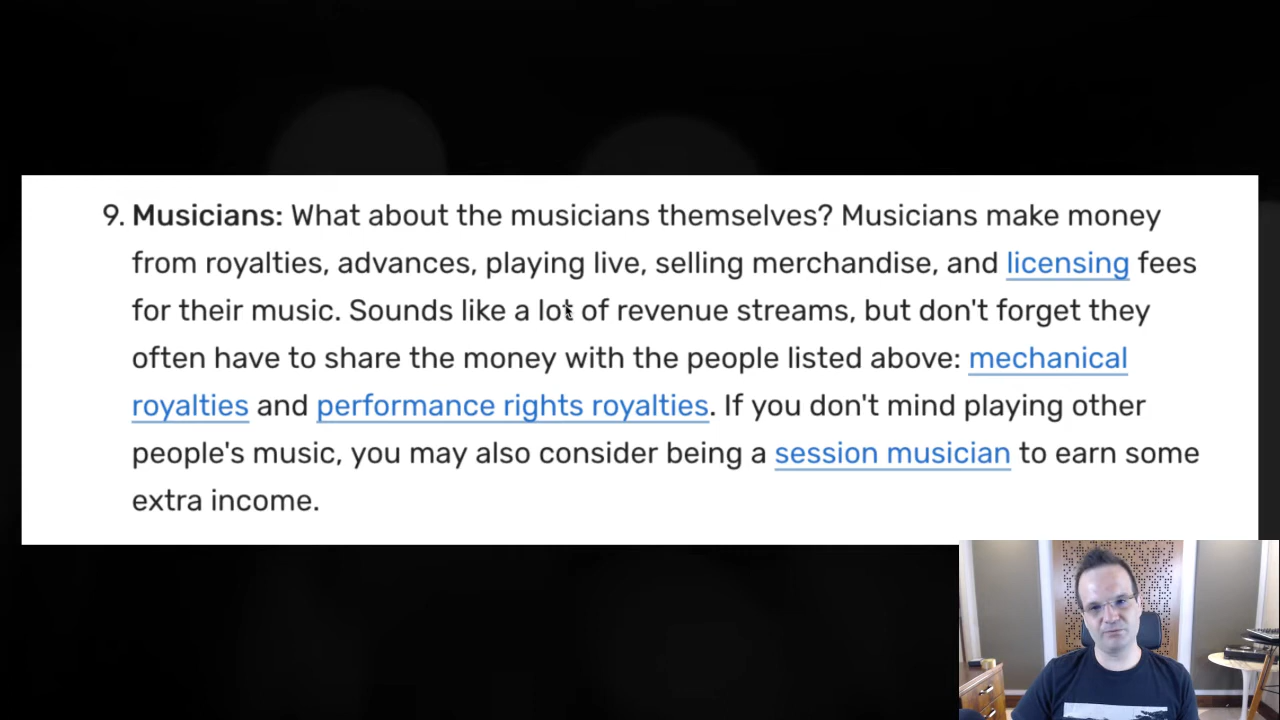 9. Musicians: What about the musicians themselves? Musicians make money
from royalties, advances, playing live, selling merchandise, and licensing fees
for their music. Sounds like a lot of revenue streams, but don't forget they
often have to share the money with the people listed above: mechanical
royalties and performance rights royalties. If you don't mind playing other
people's music, you may also consider being a session musician to earn some
extra income.